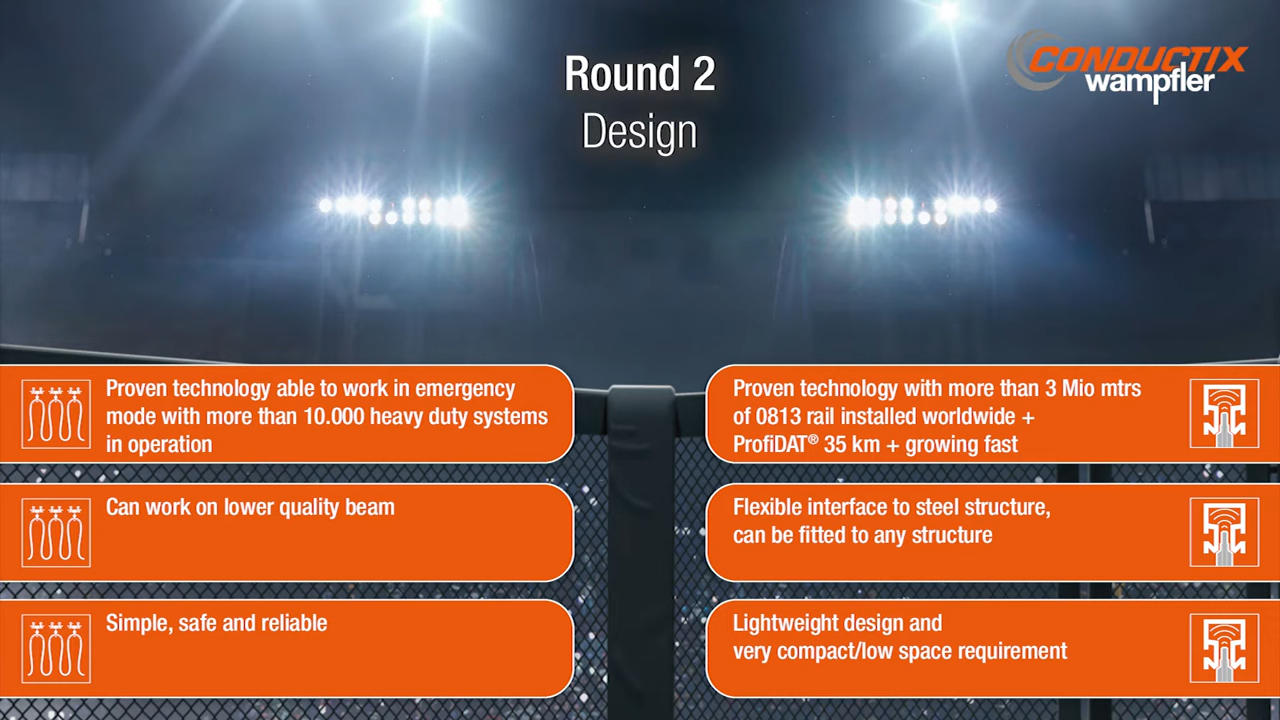 Round 2
Design
CONDUCTIX
wampfler
Proven technology able to work in emergency
mode with more than 10.000 heavy duty systems
in operation
Can work on lower quality beam
Simple, safe and reliable
Proven technology with more than 3 Mio mtrs
of 0813 rail installed worldwide +
ProfiDAT® 35 km + growing fast
Flexible interface to steel structure,
can be fitted to any structure
Lightweight design and
very compact/low space requirement